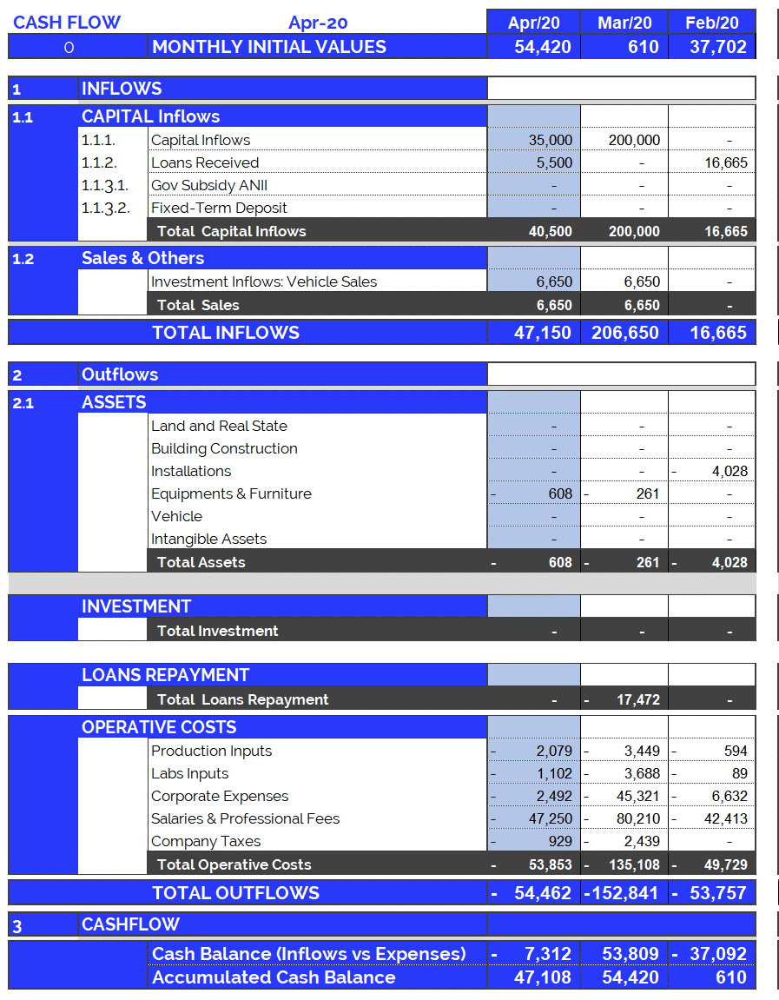 CASH FLOW Apr-20 Apr/20 Mar/20 Feb/20
0 MONTHLY INITIAL VALUES 54,420 610 37,702
1 INFLOWS
1.1 CAPITAL Inflows
1.1.1. Capital Inflows 35,000 200,000 -
1.1.2. Loans Received 5,500 - 16,665
1.1.3.1. Gov Subsidy ANII - - -
1.1.3.2. Fixed-Term Deposit - - -
Total Capital Inflows 40,500 200,000 16,665
1.2 Sales & Others
Investment Inflows: Vehicle Sales 6,650 6,650 -
Total Sales 6,650 6,650 -
TOTAL INFLOWS 47,150 206,650 16,665
2 Outflows
2.1 ASSETS
Land and Real State - - -
Building Construction - - -
Installations - - - 4,028
Equipments & Furniture - 608 - 261 -
Vehicle - - -
Intangible Assets - - -
Total Assets - 608 - 261 - 4,028
INVESTMENT
Total Investment - - -
LOANS REPAYMENT
Total Loans Repayment - - 17,472 -
OPERATIVE COSTS
Production Inputs - 2,079 - 3,449 - 594
Labs Inputs - 1,102 - 3,688 - 89
Corporate Expenses - 2,492 - 45,321 - 6,632
Salaries & Professional Fees - 47,250 - 80,210 - 42,413
Company Taxes - 929 - 2,439 -
Total Operative Costs - 53,853 - 135,108 - 49,729
TOTAL OUTFLOWS - 54,462 -152,841 - 53,757
3 CASHFLOW
Cash Balance (Inflows vs Expenses) - 7,312 53,809 - 37,092
Accumulated Cash Balance 47,108 54,420 610